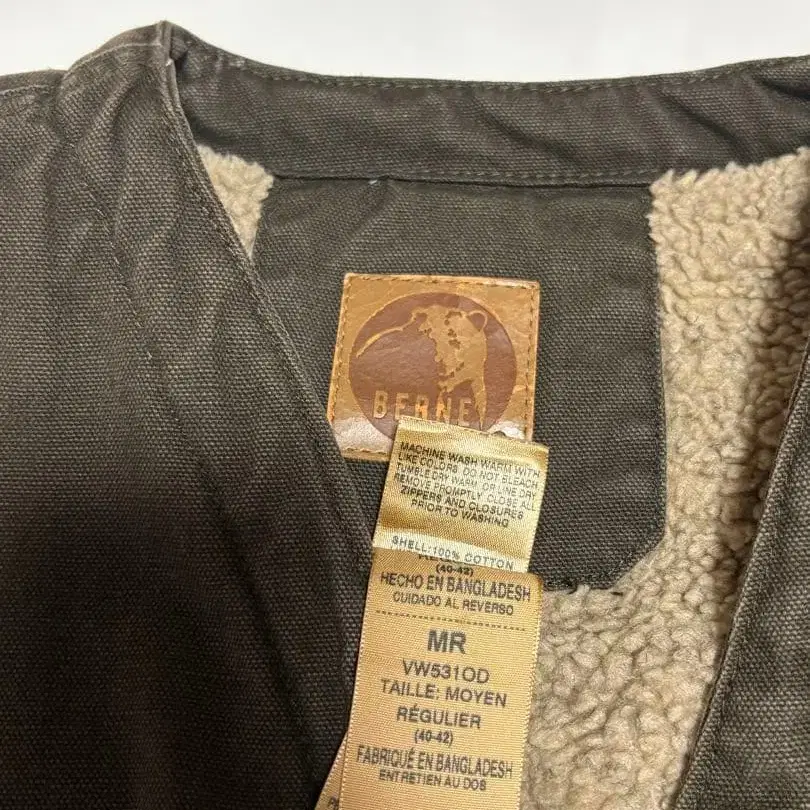 BERNE
MACHINE WASH WARM WITH
LIKE COLORS. DO NOT BLEACH.
TUMBLE DRY WARM, OR LINE DRY
REMOVE PROMPTLY. CLOSE ALL
ZIPPERS AND CLOSURES
PRIOR TO WASHING
SHELL: 100% COTTON
(40-42)
HECHO EN BANGLADESH
CUIDADO AL REVERSO
MR
VW531OD
TAILLE: MOYEN
RÉGULIER
(40-42)
FABRIQUÉ EN BANGLADESH
ENTRETIEN AU DOS